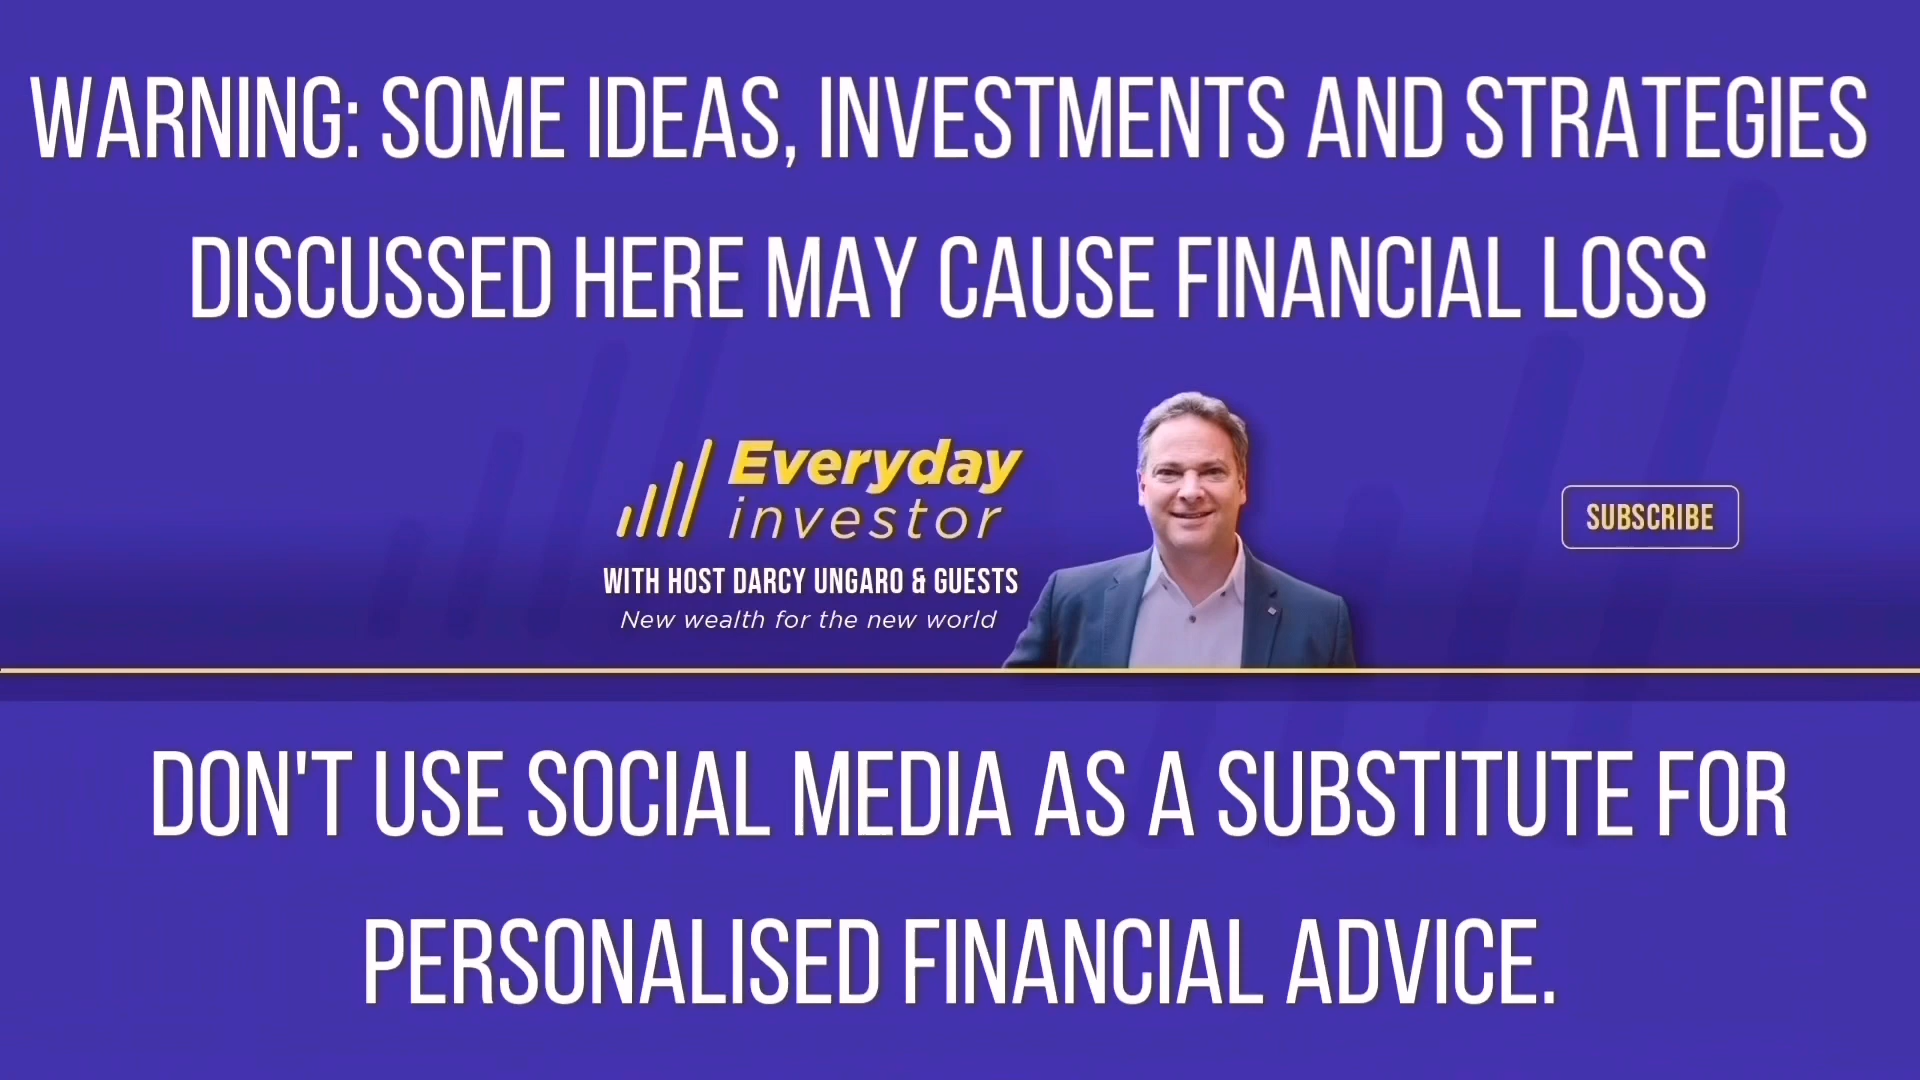 WARNING: SOME IDEAS, INVESTMENTS AND STRATEGIES
DISCUSSED HERE MAY CAUSE FINANCIAL LOSS
Everyday
investor
WITH HOST DARCY UNGARO & GUESTS
New wealth for the new world
SUBSCRIBE
DON'T USE SOCIAL MEDIA AS A SUBSTITUTE FOR
PERSONALISED FINANCIAL ADVICE.